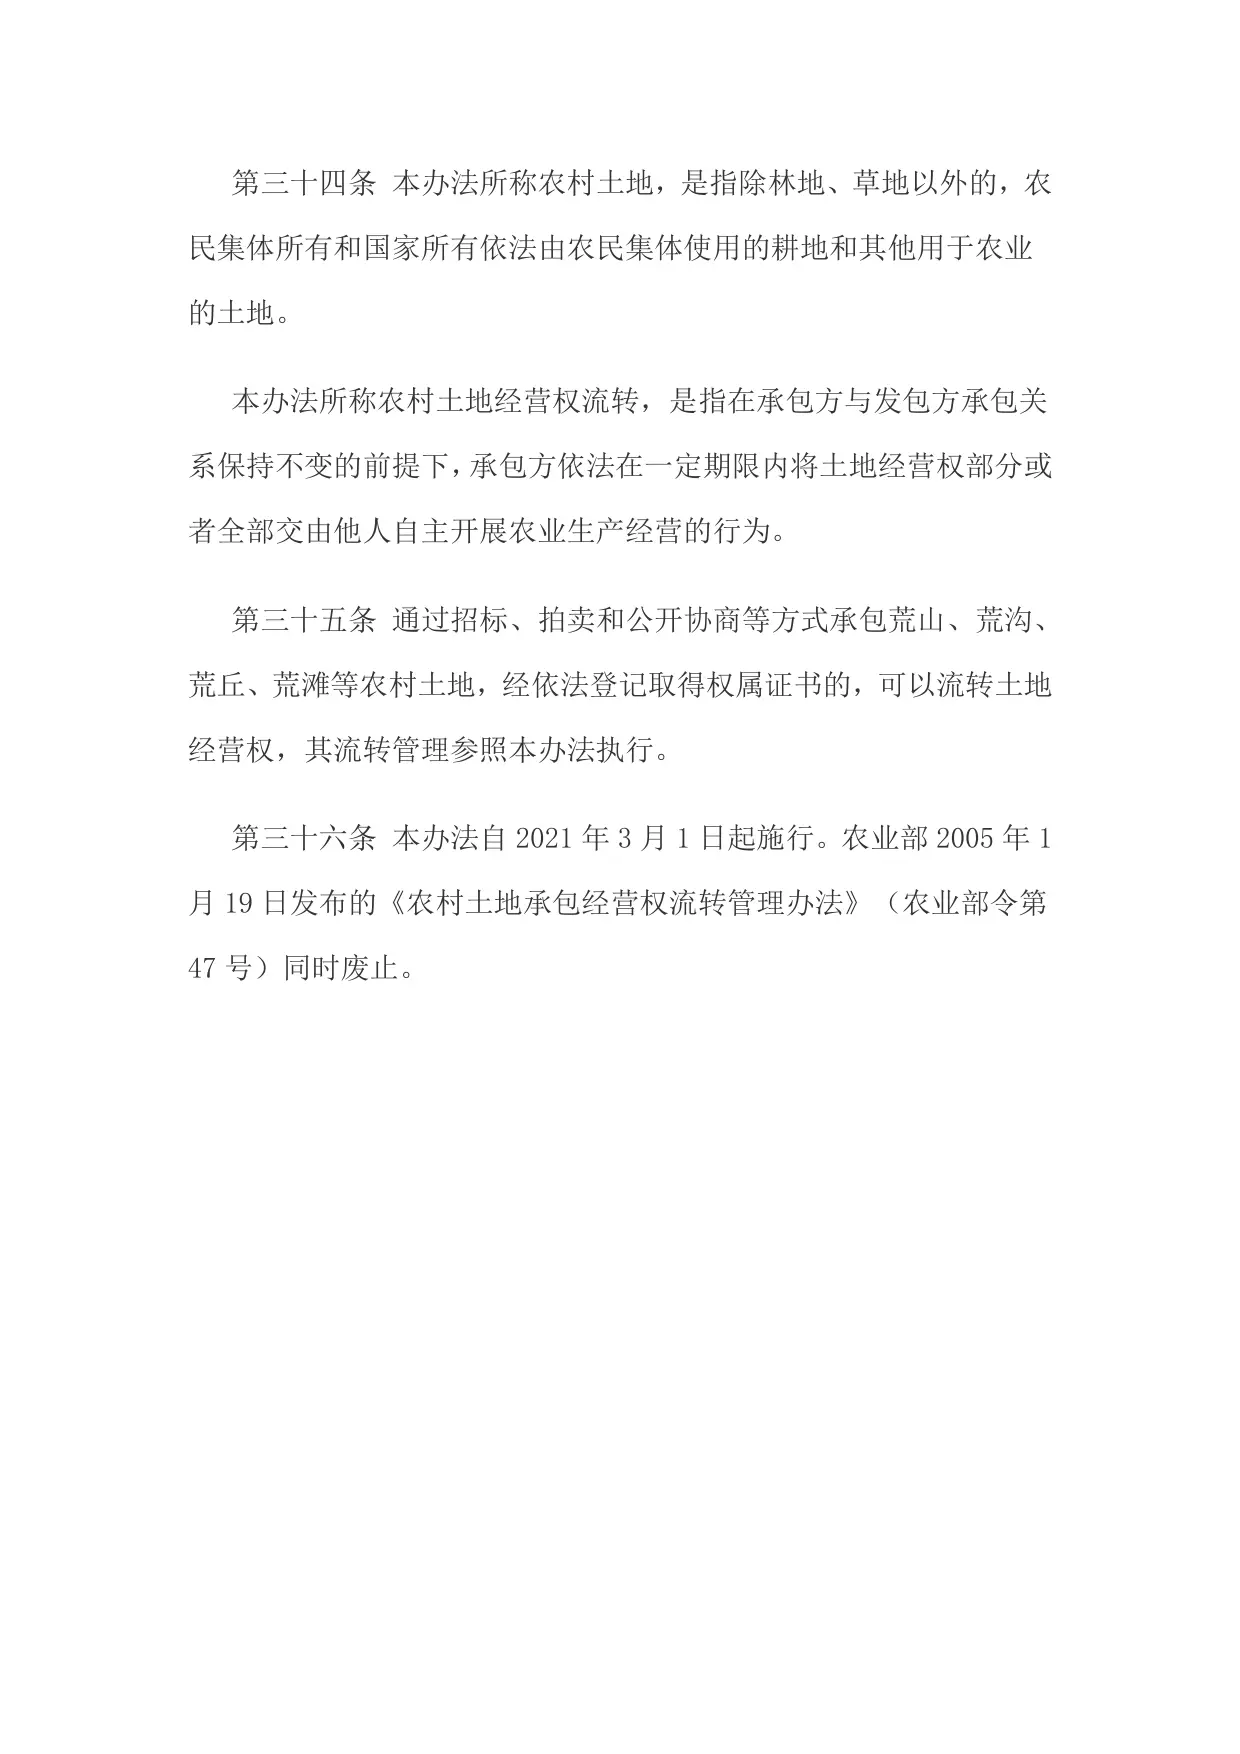 第三十四条 本办法所称农村土地，是指除林地、草地以外的，农
民集体所有和国家所有依法由农民集体使用的耕地和其他用于农业
的土地。
本办法所称农村土地经营权流转，是指在承包方与发包方承包关
系保持不变的前提下，承包方依法在一定期限内将土地经营权部分或
者全部交由他人自主开展农业生产经营的行为。
第三十五条 通过招标、拍卖和公开协商等方式承包荒山、荒沟、
荒丘、荒滩等农村土地，经依法登记取得权属证书的，可以流转土地
经营权，其流转管理参照本办法执行。
第三十六条 本办法自 2021 年 3 月 1 日起施行。农业部 2005 年 1
月 19 日发布的《农村土地承包经营权流转管理办法》（农业部令第
47 号）同时废止。